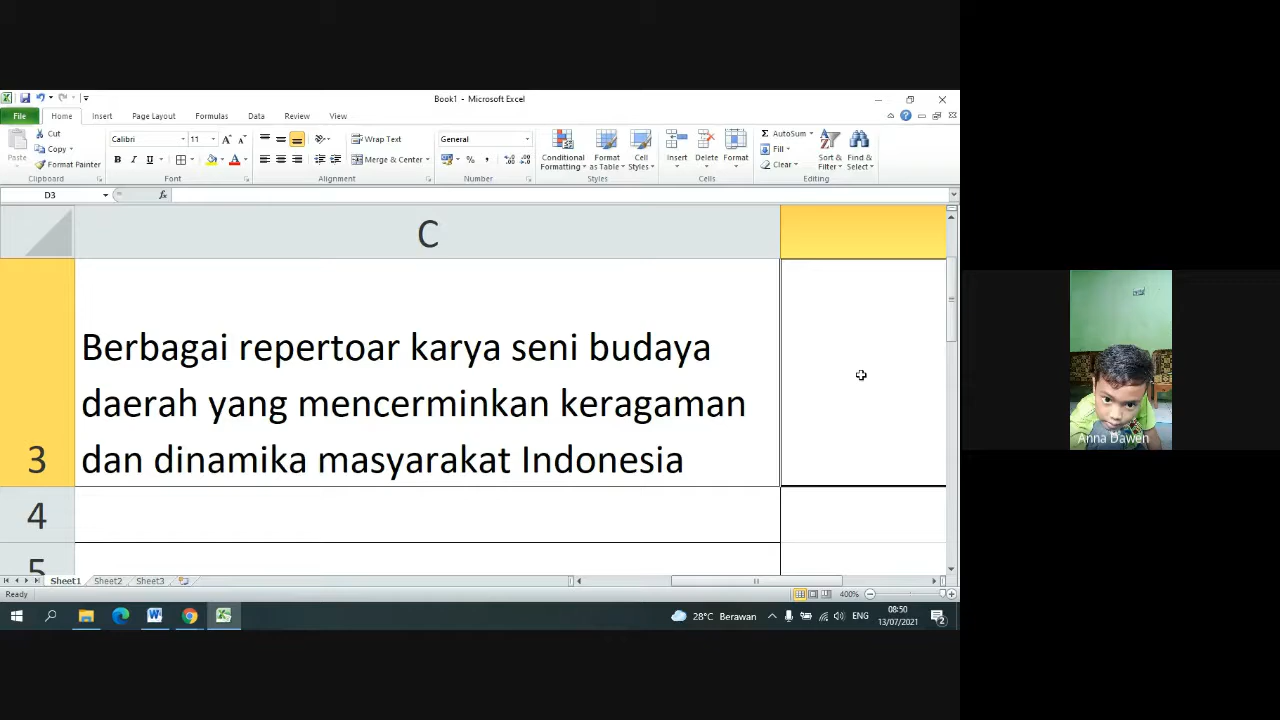 Book1 - Microsoft Excel
File Home Insert Page Layout Formulas Data Review View
Cut
Copy
Format Painter
Paste
Clipboard
Calibri 11
B I U
Font
Wrap Text
Merge & Center
Alignment
General
Number
Conditional Formatting
Format as Table
Cell Styles
Styles
Insert Delete Format
Cells
AutoSum
Fill
Clear
Sort & Filter
Find & Select
Editing
D3 fx
C
3
Berbagai repertoar karya seni budaya
daerah yang mencerminkan keragaman
dan dinamika masyarakat Indonesia
4
5
Sheet1 Sheet2 Sheet3
Ready 400%
28°C Berawan ENG 08:50
13/07/2021
2
Anna Dawen